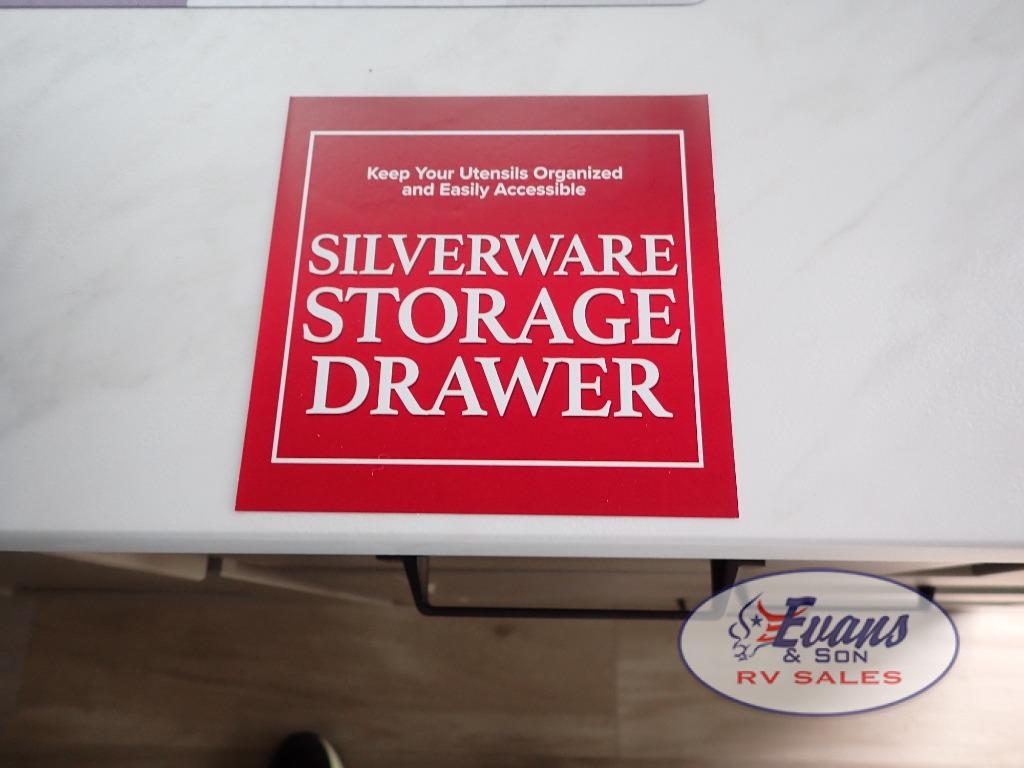 Keep Your Utensils Organized
and Easily Accessible
SILVERWARE
STORAGE
DRAWER
Evans
& SON
RV SALES